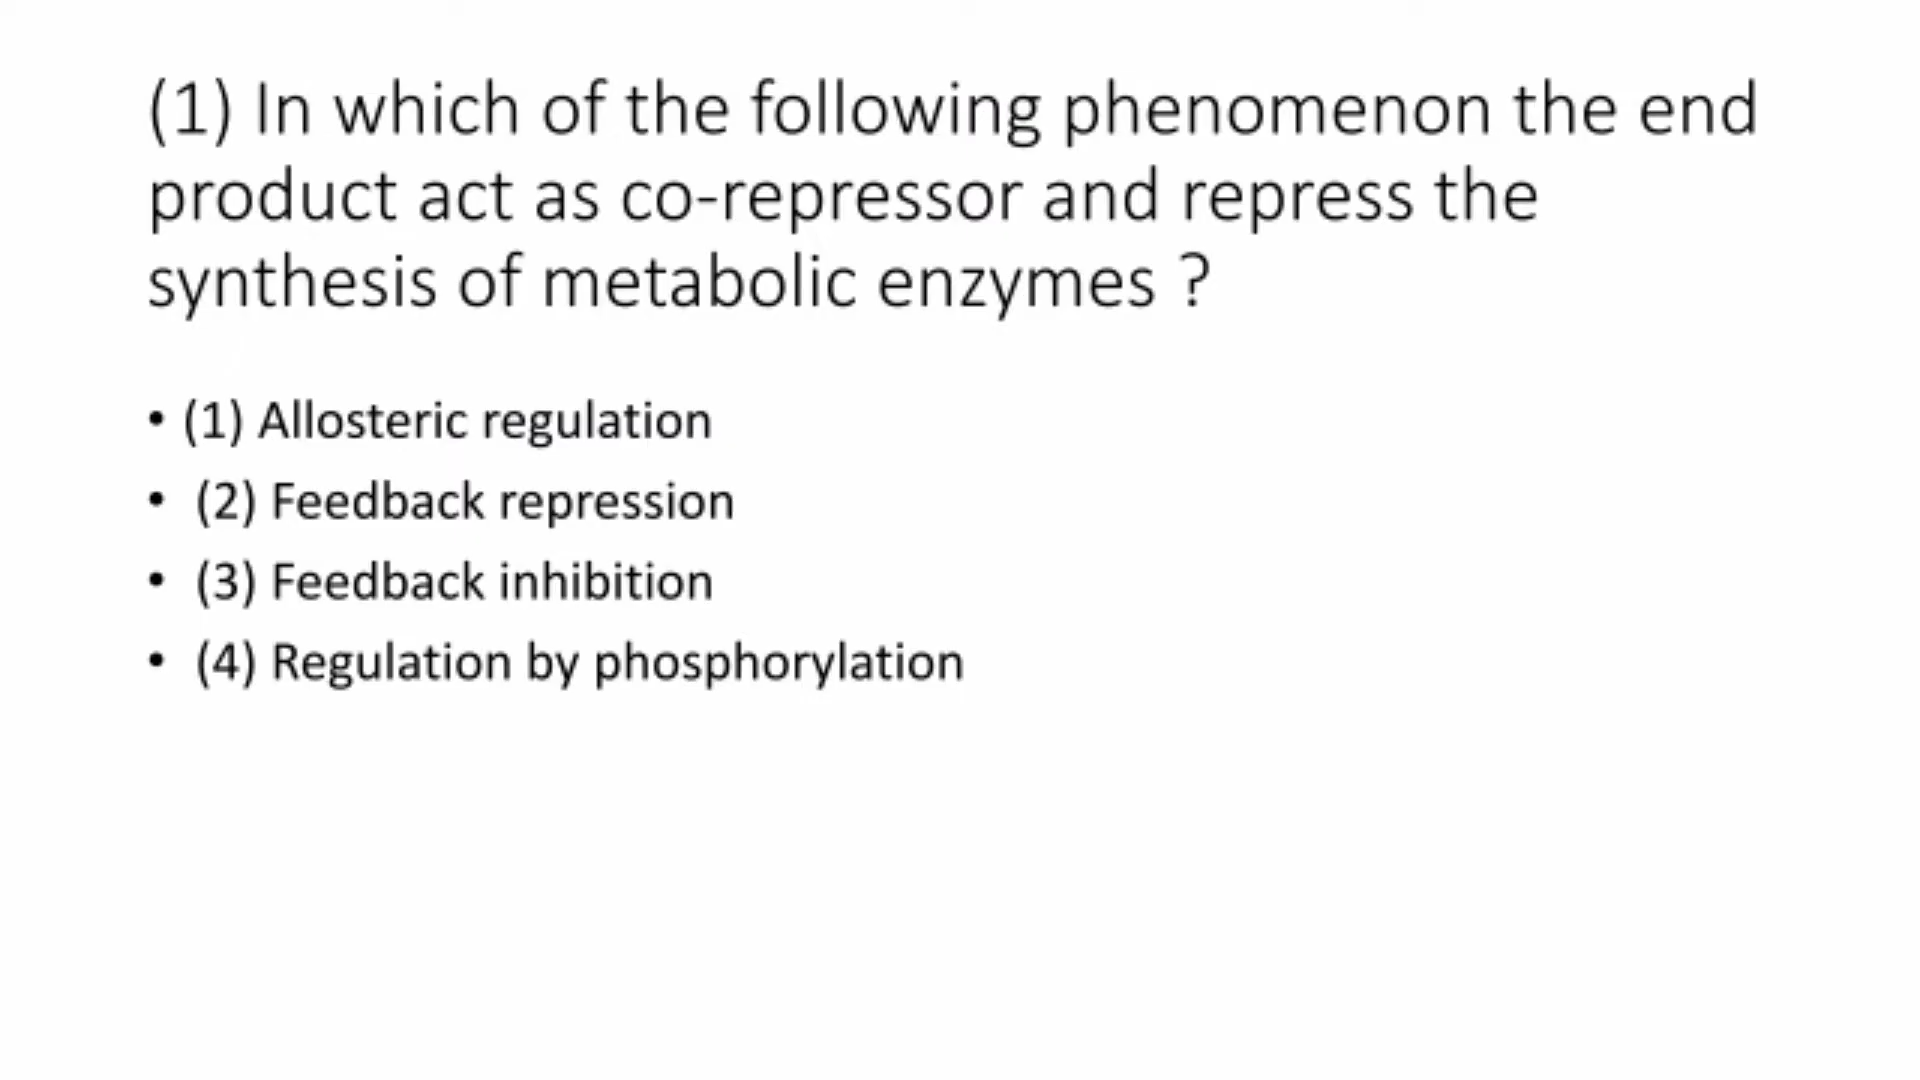 (1) In which of the following phenomenon the end
product act as co-repressor and repress the
synthesis of metabolic enzymes ?
• (1) Allosteric regulation
• (2) Feedback repression
• (3) Feedback inhibition
• (4) Regulation by phosphorylation